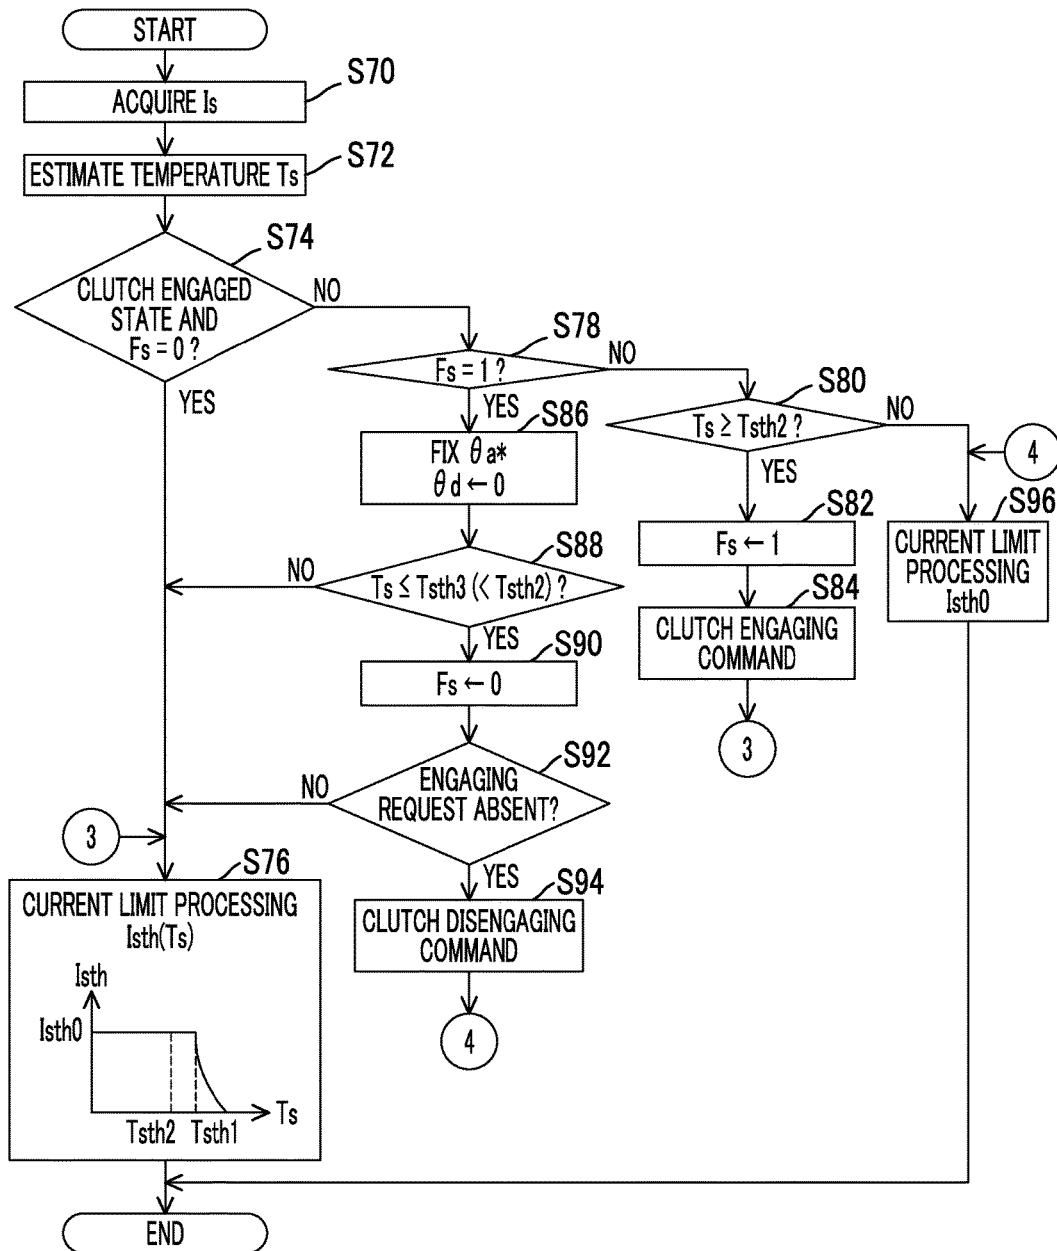 START
S70
ACQUIRE Is
S72
ESTIMATE TEMPERATURE Ts
S74
CLUTCH ENGAGED
STATE AND
Fs = 0 ?
NO
YES
S78
Fs = 1 ?
NO
YES
S80
Ts ≥ Tsth2 ?
NO
YES
4
S86
FIX θa*
θd ← 0
S82
Fs ← 1
S96
CURRENT LIMIT
PROCESSING
Isth0
S88
Ts ≤ Tsth3 (< Tsth2) ?
NO
YES
S84
CLUTCH ENGAGING
COMMAND
3
S90
Fs ← 0
S92
ENGAGING
REQUEST ABSENT?
NO
YES
3
S76
CURRENT LIMIT PROCESSING
Isth(Ts)
Isth
Isth0
Ts
Tsth2
Tsth1
S94
CLUTCH DISENGAGING
COMMAND
4
END